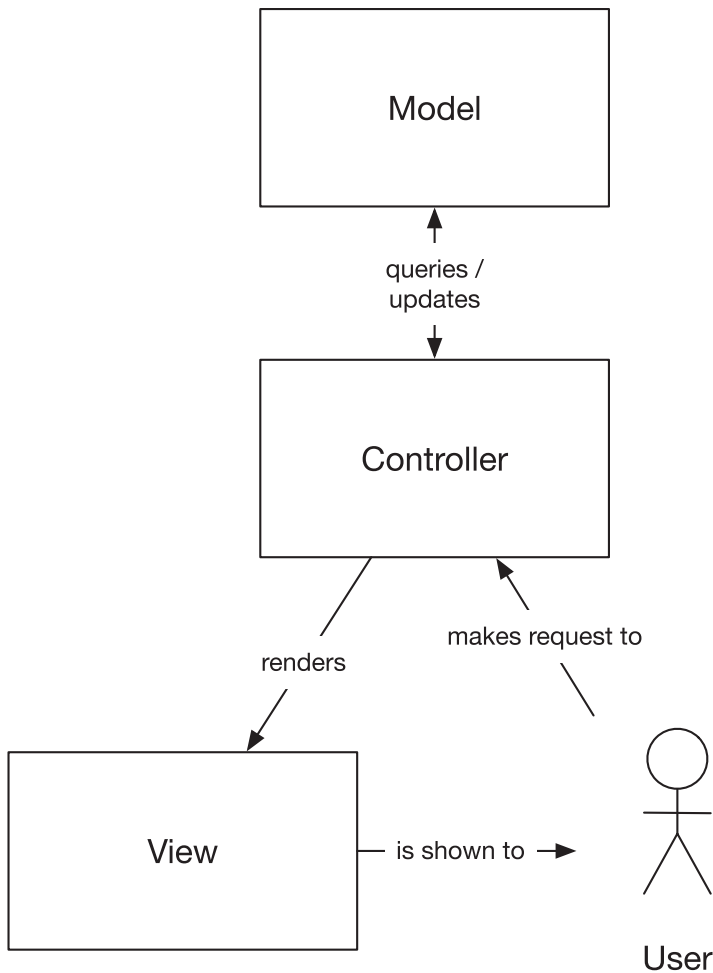 Model
queries /
updates
Controller
makes request to
renders
View
is shown to
User